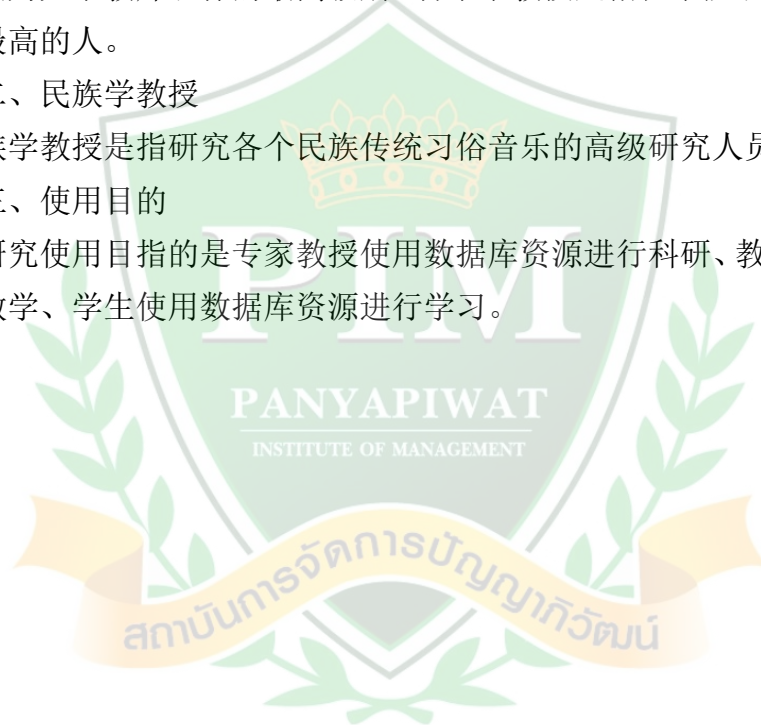 最高的人。
、民族学教授
学教授是指研究各个民族传统习俗音乐的高级研究人员
、使用目的
究使用目指的是专家教授使用数据库资源进行科研、教
学、学生使用数据库资源进行学习。
PIM
PANYAPIWAT
INSTITUTE OF MANAGEMENT
สถาบันการจัดการปัญญาภิวัฒน์